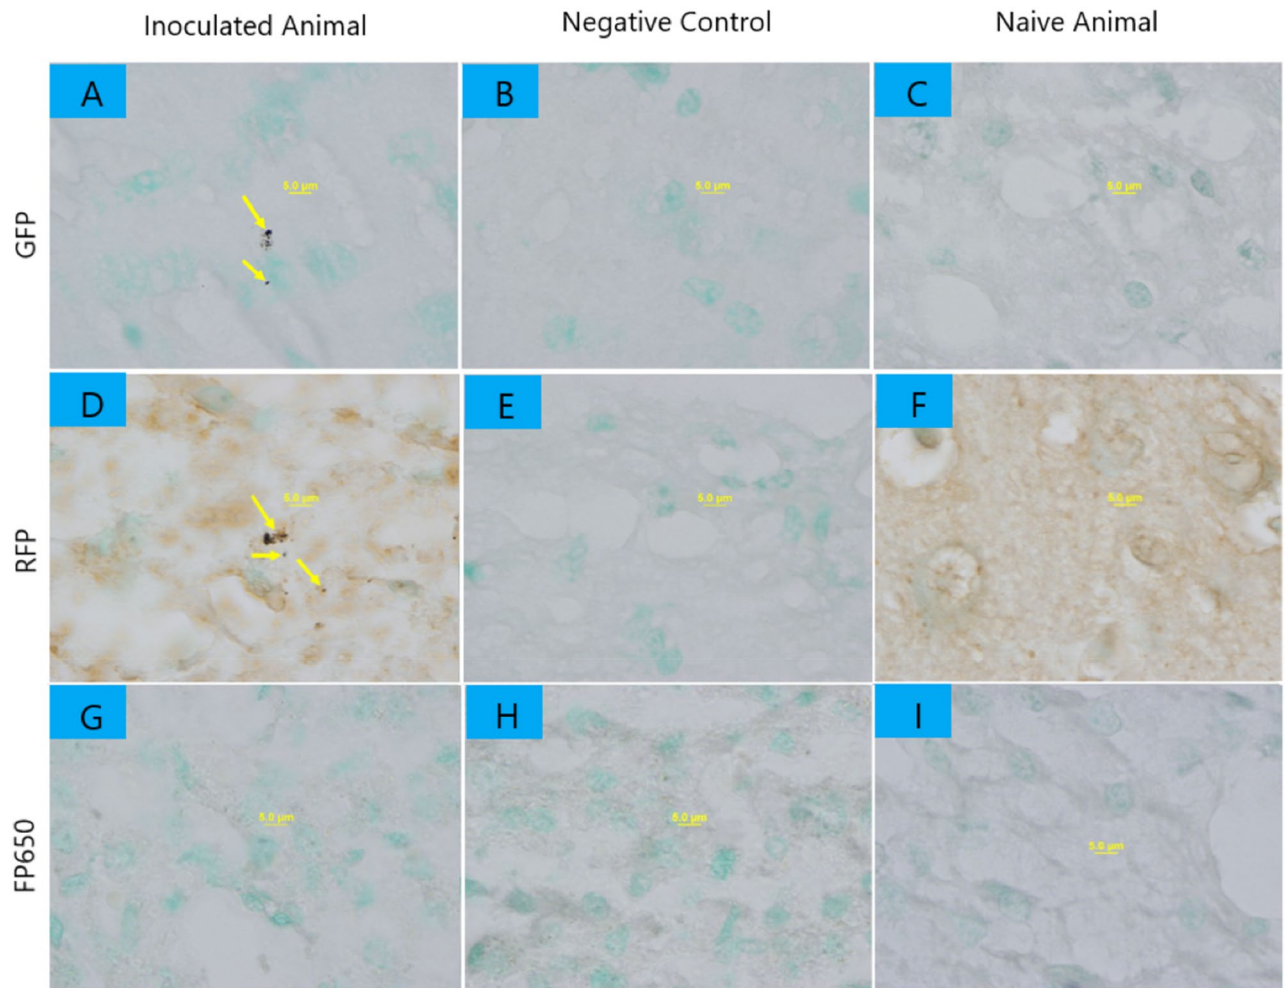 Inoculated Animal
Negative Control
Naive Animal
GFP
A
5.0 µm
B
5.0 µm
C
5.0 µm
RFP
D
5.0 µm
E
5.0 µm
F
5.0 µm
FP650
G
5.0 µm
H
5.0 µm
I
5.0 µm